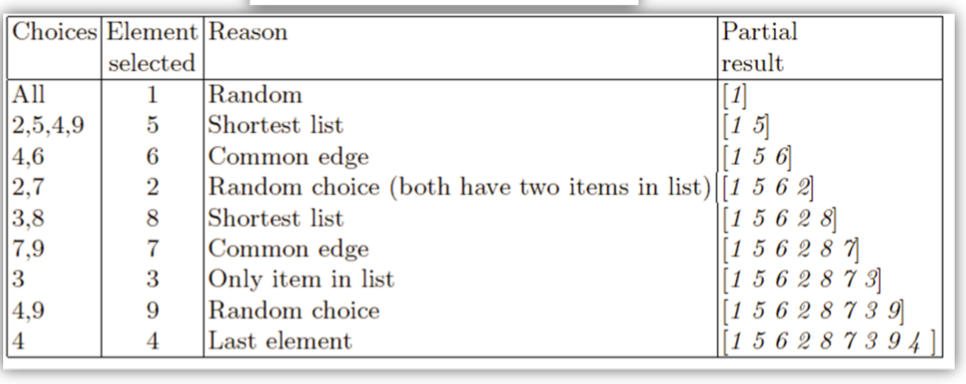 Choices Element Reason Partial
selected result
All 1 Random [1]
2,5,4,9 5 Shortest list [1 5]
4,6 6 Common edge [1 5 6]
2,7 2 Random choice (both have two items in list) [1 5 6 2]
3,8 8 Shortest list [1 5 6 2 8]
7,9 7 Common edge [1 5 6 2 8 7]
3 3 Only item in list [1 5 6 2 8 7 3]
4,9 9 Random choice [1 5 6 2 8 7 3 9]
4 4 Last element [1 5 6 2 8 7 3 9 4 ]